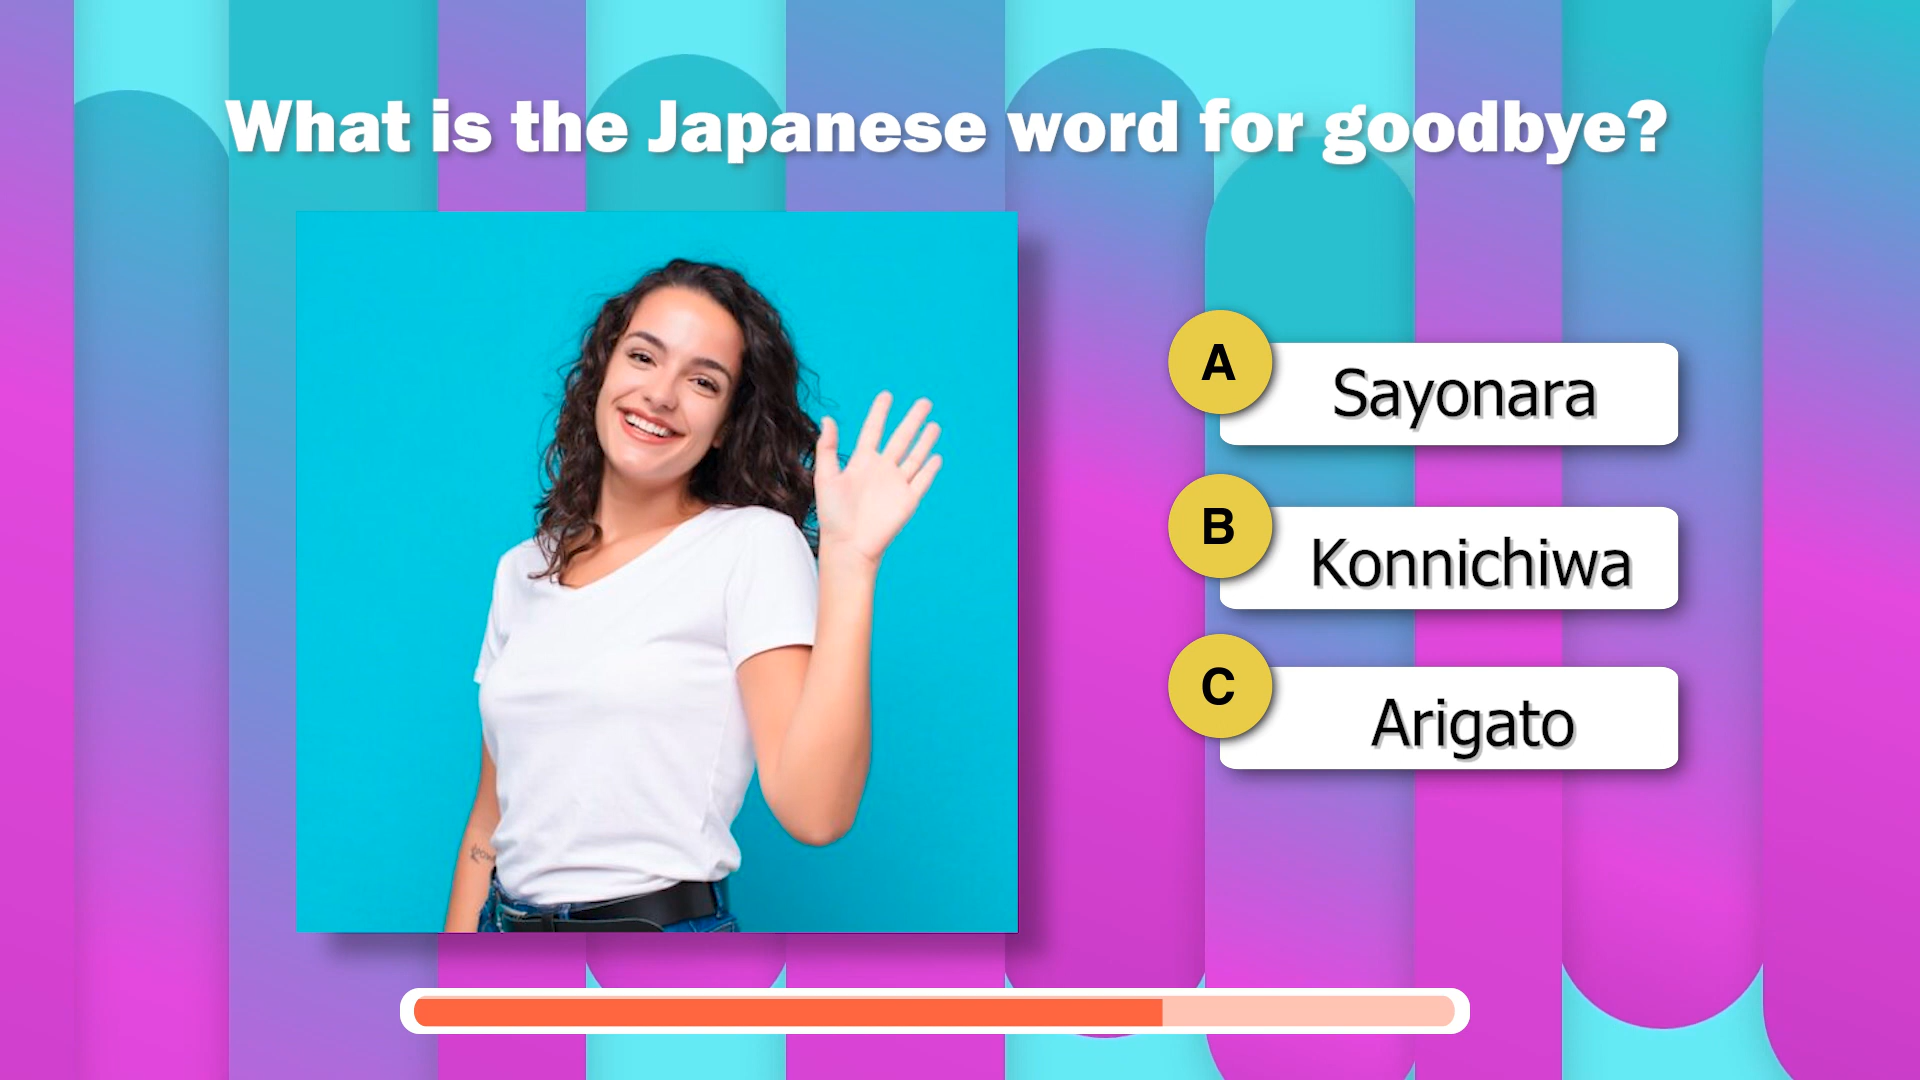 What is the Japanese word for goodbye?
A
Sayonara
B
Konnichiwa
C
Arigato